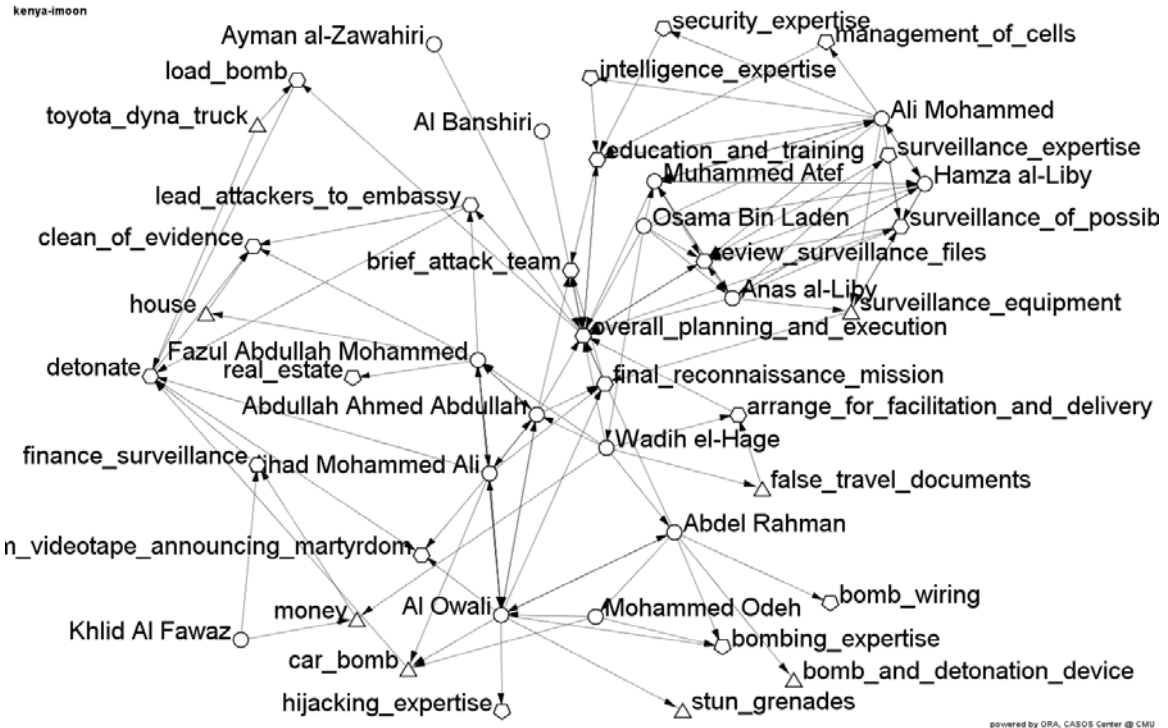 kenya-imoon
security_expertise
Ayman al-Zawahiri
management_of_cells
load_bomb
intelligence_expertise
Ali Mohammed
toyota_dyna_truck
Al Banshiri
education_and_training
surveillance_expertise
Muhammed Atef
Hamza al-Liby
lead_attackers_to_embassy
Osama Bin Laden
surveillance_of_possib
clean_of_evidence
brief_attack_team
review_surveillance_files
Anas al-Liby
house
surveillance_equipment
overall_planning_and_execution
Fazul Abdullah Mohammed
detonate
real_estate
final_reconnaissance_mission
Abdullah Ahmed Abdullah
arrange_for_facilitation_and_delivery
Wadih el-Hage
finance_surveillance
jihad Mohammed Ali
false_travel_documents
Abdel Rahman
n_videotape_announcing_martyrdom
bomb_wiring
money
Al Owali
Mohammed Odeh
Khlid Al Fawaz
bombing_expertise
car_bomb
bomb_and_detonation_device
hijacking_expertise
stun_grenades
powered by ORA, CASOS Center @ CMU